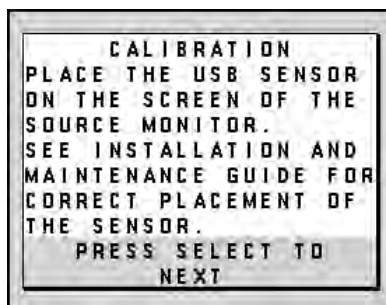 CALIBRATION
PLACE THE USB SENSOR
ON THE SCREEN OF THE
SOURCE MONITOR.
SEE INSTALLATION AND
MAINTENANCE GUIDE FOR
CORRECT PLACEMENT OF
THE SENSOR.
PRESS SELECT TO
NEXT